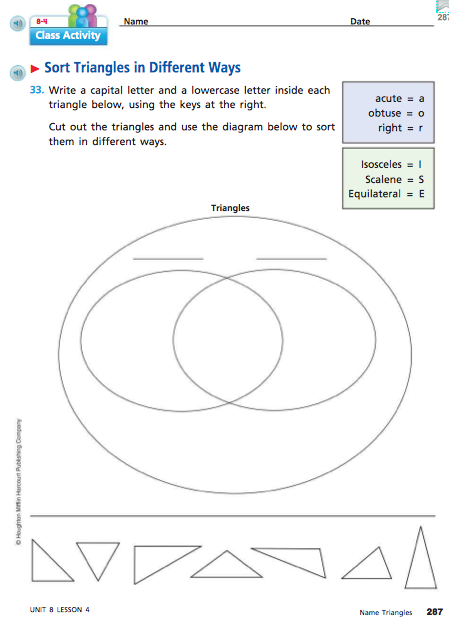 8-4
Class Activity
Name
Date
287
Sort Triangles in Different Ways
33. Write a capital letter and a lowercase letter inside each
triangle below, using the keys at the right.
Cut out the triangles and use the diagram below to sort
them in different ways.
acute = a
obtuse = o
right = r
Isosceles = I
Scalene = S
Equilateral = E
Triangles
© Houghton Mifflin Harcourt Publishing Company
UNIT 8 LESSON 4
Name Triangles 287